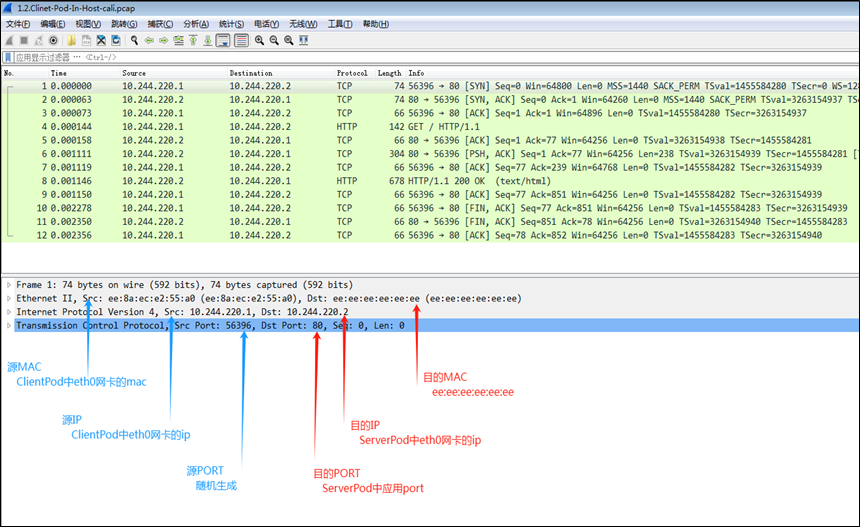 1.2.Clinet-Pod-In-Host-cali.pcap
文件(F) 编辑(E) 视图(V) 跳转(G) 捕获(C) 分析(A) 统计(S) 电话(Y) 无线(W) 工具(T) 帮助(H)
应用显示过滤器 … <Ctrl-/>
No. Time Source Destination Protocol Length Info
1 0.000000 10.244.220.1 10.244.220.2 TCP 74 56396 → 80 [SYN] Seq=0 Win=64800 Len=0 MSS=1440 SACK_PERM TSval=1455584280 TSecr=0 WS=128
2 0.000063 10.244.220.2 10.244.220.1 TCP 74 80 → 56396 [SYN, ACK] Seq=0 Ack=1 Win=64260 Len=0 MSS=1440 SACK_PERM TSval=3263154937 TS
3 0.000073 10.244.220.1 10.244.220.2 TCP 66 56396 → 80 [ACK] Seq=1 Ack=1 Win=64896 Len=0 TSval=1455584280 TSecr=3263154937
4 0.000144 10.244.220.1 10.244.220.2 HTTP 142 GET / HTTP/1.1
5 0.000158 10.244.220.2 10.244.220.1 TCP 66 80 → 56396 [ACK] Seq=1 Ack=77 Win=64256 Len=0 TSval=3263154938 TSecr=1455584281
6 0.001111 10.244.220.2 10.244.220.1 TCP 304 80 → 56396 [PSH, ACK] Seq=1 Ack=77 Win=64256 Len=238 TSval=3263154939 TSecr=1455584281 [
7 0.001119 10.244.220.1 10.244.220.2 TCP 66 56396 → 80 [ACK] Seq=77 Ack=239 Win=64768 Len=0 TSval=1455584282 TSecr=3263154939
8 0.001146 10.244.220.2 10.244.220.1 HTTP 678 HTTP/1.1 200 OK (text/html)
9 0.001150 10.244.220.1 10.244.220.2 TCP 66 56396 → 80 [ACK] Seq=77 Ack=851 Win=64256 Len=0 TSval=1455584282 TSecr=3263154939
10 0.002278 10.244.220.1 10.244.220.2 TCP 66 56396 → 80 [FIN, ACK] Seq=77 Ack=851 Win=64256 Len=0 TSval=1455584283 TSecr=3263154939
11 0.002350 10.244.220.2 10.244.220.1 TCP 66 80 → 56396 [FIN, ACK] Seq=851 Ack=78 Win=64256 Len=0 TSval=3263154940 TSecr=1455584283
12 0.002356 10.244.220.1 10.244.220.2 TCP 66 56396 → 80 [ACK] Seq=78 Ack=852 Win=64256 Len=0 TSval=1455584283 TSecr=3263154940
Frame 1: 74 bytes on wire (592 bits), 74 bytes captured (592 bits)
Ethernet II, Src: ee:8a:ec:e2:55:a0 (ee:8a:ec:e2:55:a0), Dst: ee:ee:ee:ee:ee:ee (ee:ee:ee:ee:ee:ee)
Internet Protocol Version 4, Src: 10.244.220.1, Dst: 10.244.220.2
Transmission Control Protocol, Src Port: 56396, Dst Port: 80, Seq: 0, Len: 0
源MAC
ClientPod中eth0网卡的mac
目的MAC
ee:ee:ee:ee:ee:ee
源IP
ClientPod中eth0网卡的ip
目的IP
ServerPod中eth0网卡的ip
源PORT
随机生成
目的PORT
ServerPod中应用port